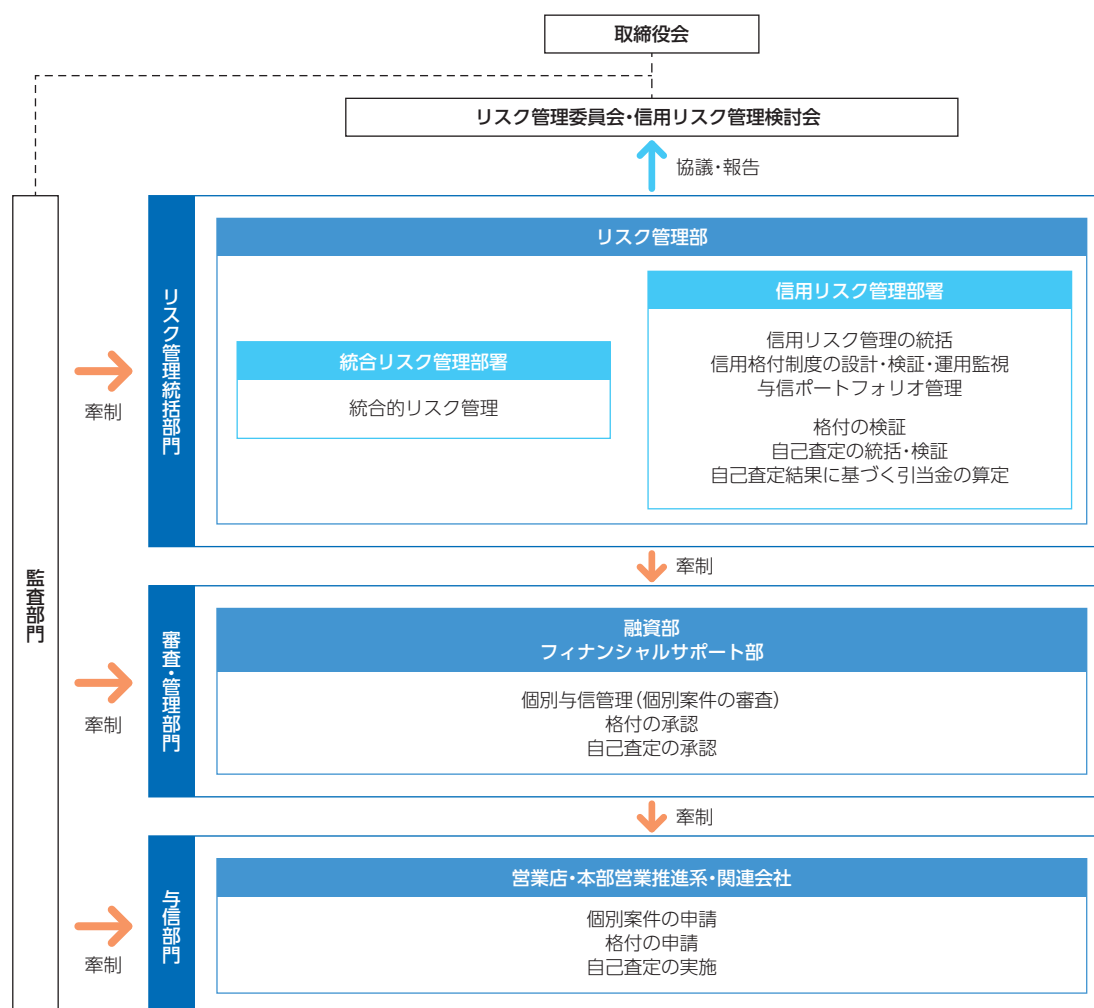 取締役会
リスク管理委員会・信用リスク管理検討会
協議・報告
監査部門
牽制
リスク管理統括部門
リスク管理部
統合リスク管理部署
統合的リスク管理
信用リスク管理部署
信用リスク管理の統括
信用格付制度の設計・検証・運用監視
与信ポートフォリオ管理
格付の検証
自己査定の統括・検証
自己査定結果に基づく引当金の算定
牽制
牽制
審査・管理部門
融資部
フィナンシャルサポート部
個別与信管理(個別案件の審査)
格付の承認
自己査定の承認
牽制
牽制
与信部門
営業店・本部営業推進系・関連会社
個別案件の申請
格付の申請
自己査定の実施